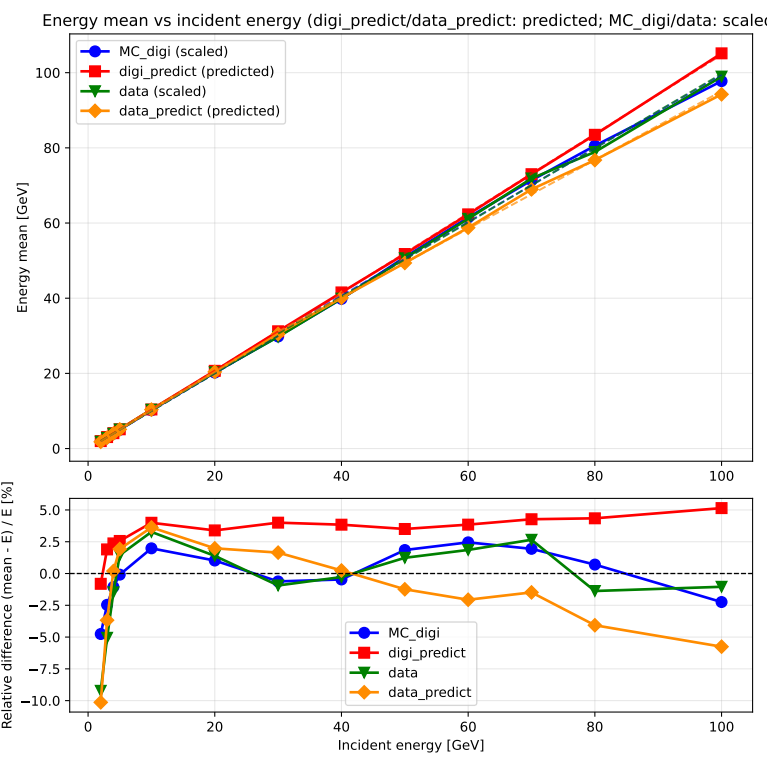 Energy mean vs incident energy (digi_predict/data_predict: predicted; MC_digi/data: scaled
MC_digi (scaled)
digi_predict (predicted)
data (scaled)
data_predict (predicted)
Energy mean [GeV]
100
80
60
40
20
0
0 20 40 60 80 100
Relative difference (mean - E) / E [%]
5.0
2.5
0.0
−2.5
−5.0
−7.5
−10.0
MC_digi
digi_predict
data
data_predict
0 20 40 60 80 100
Incident energy [GeV]